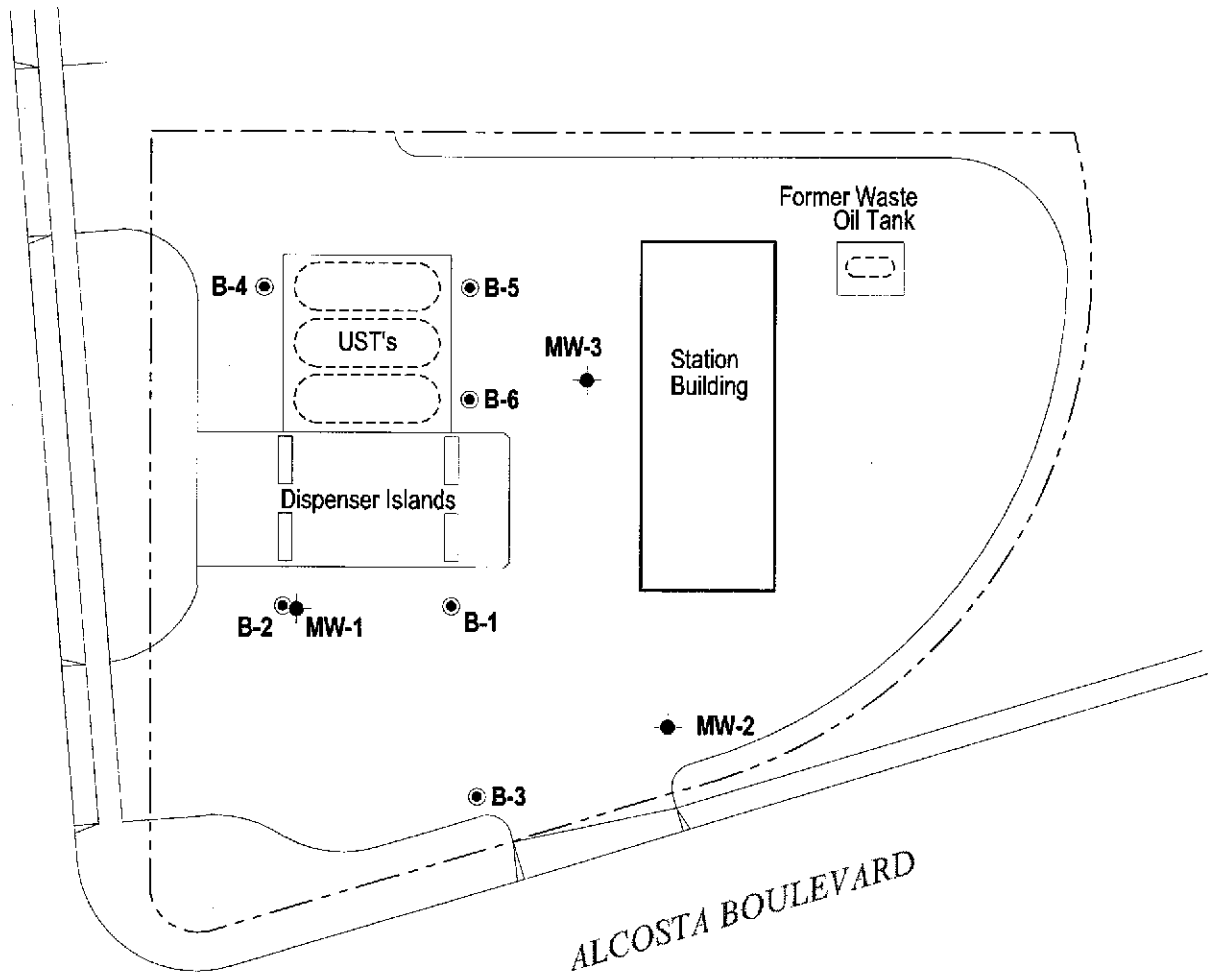 Former Waste
Oil Tank
B-4
B-5
UST's
MW-3
Station
Building
B-6
Dispenser Islands
B-2
MW-1
B-1
MW-2
B-3
ALCOSTA BOULEVARD